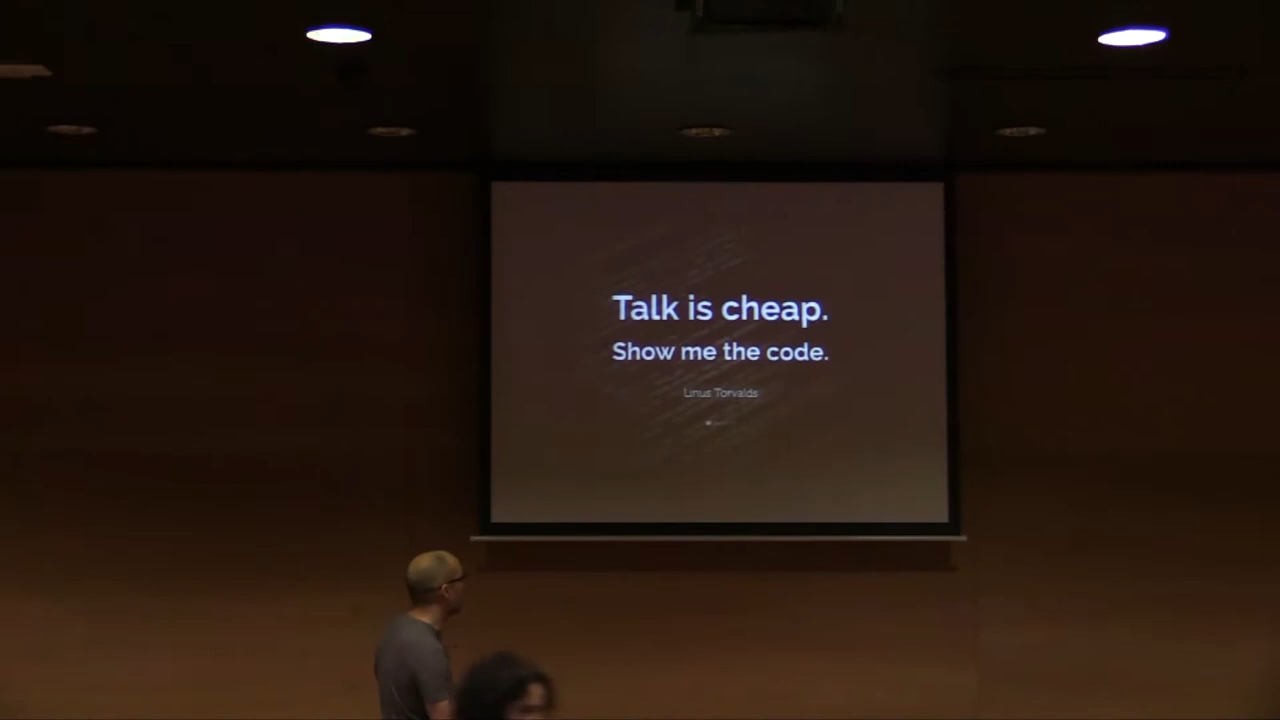 Talk is cheap.
Show me the code.
Linus Torvalds